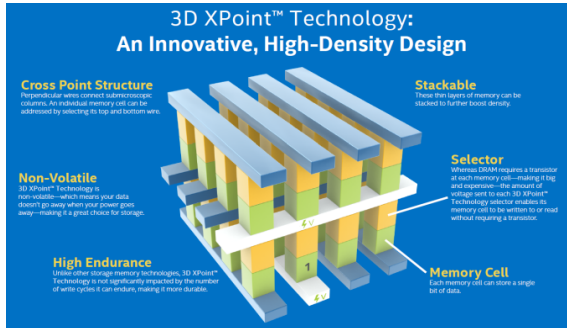 3D XPoint™ Technology:
An Innovative, High-Density Design
Cross Point Structure
Perpendicular wires connect submicroscopic
columns. An individual memory cell can be
addressed by selecting its top and bottom wire.
Non-Volatile
3D XPoint™ Technology is
non-volatile—which means your data
doesn't go away when your power goes
away—making it a great choice for storage.
High Endurance
Unlike other storage memory technologies, 3D XPoint™
Technology is not significantly impacted by the number
of write cycles it can endure, making it more durable.
Stackable
These thin layers of memory can be
stacked to further boost density.
Selector
Whereas DRAM requires a transistor
at each memory cell—making it big
and expensive—the amount of
voltage sent to each 3D XPoint™
Technology selector enables its
memory cell to be written to or read
without requiring a transistor.
Memory Cell
Each memory cell can store a single
bit of data.
V
1
V